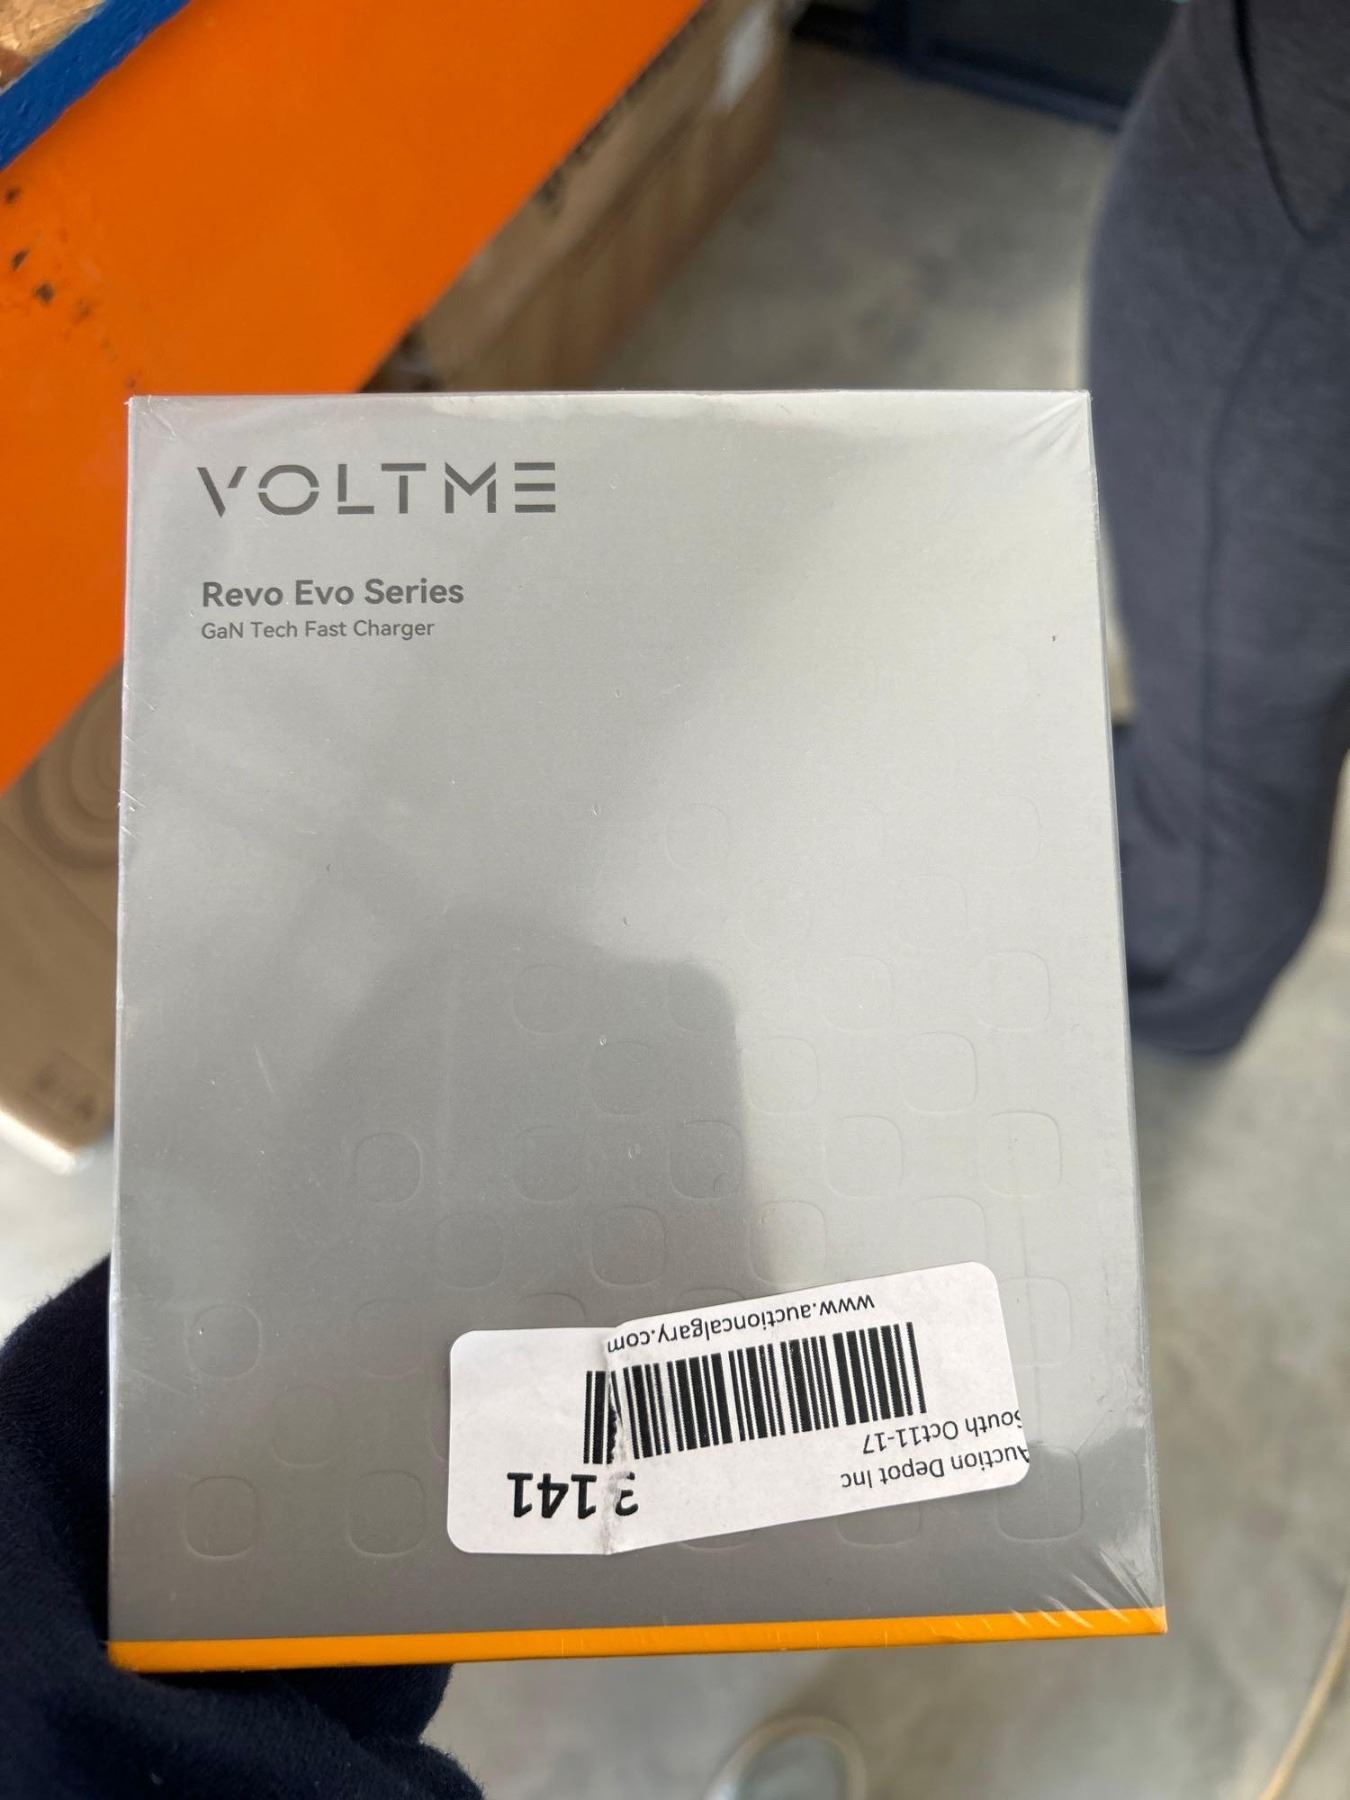 VOLTME
Revo Evo Series
GaN Tech Fast Charger
Auction Depot Inc
South Oct11-17
www.auctioncalgary.com
141